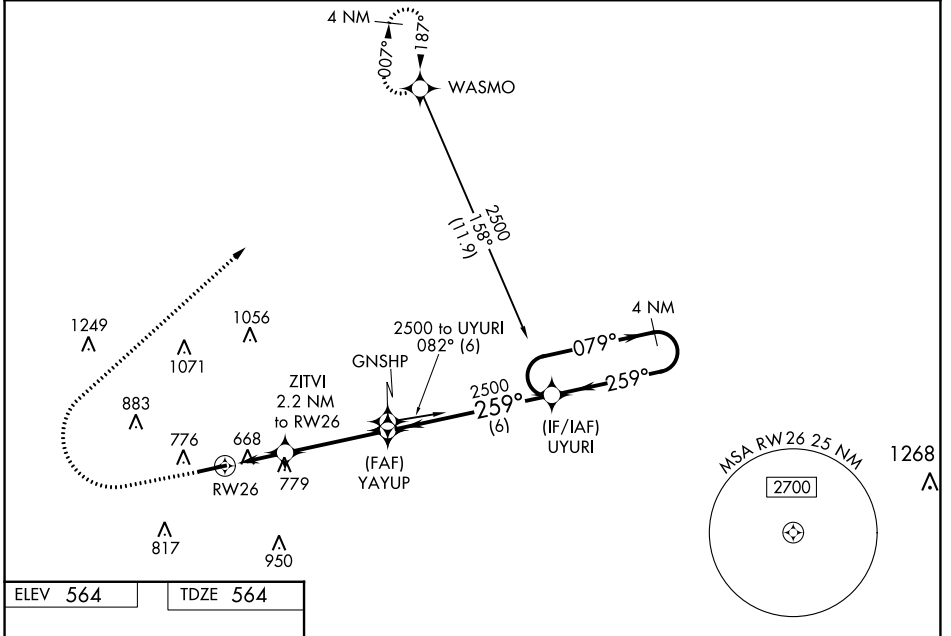 4 NM
007°
187°
WASMO
2500
158°
(11.9)
4 NM
1249
1056
1071
2500 to UYURI
082° (6)
GNSHP
079°
259°
ZITVI
2.2 NM
to RW26
2500
259°
(6)
(IF/IAF)
UYURI
883
776
668
779
RW26
(FAF)
YAYUP
MSA RW26 25 NM
2700
1268
817
950
ELEV 564
TDZE 564